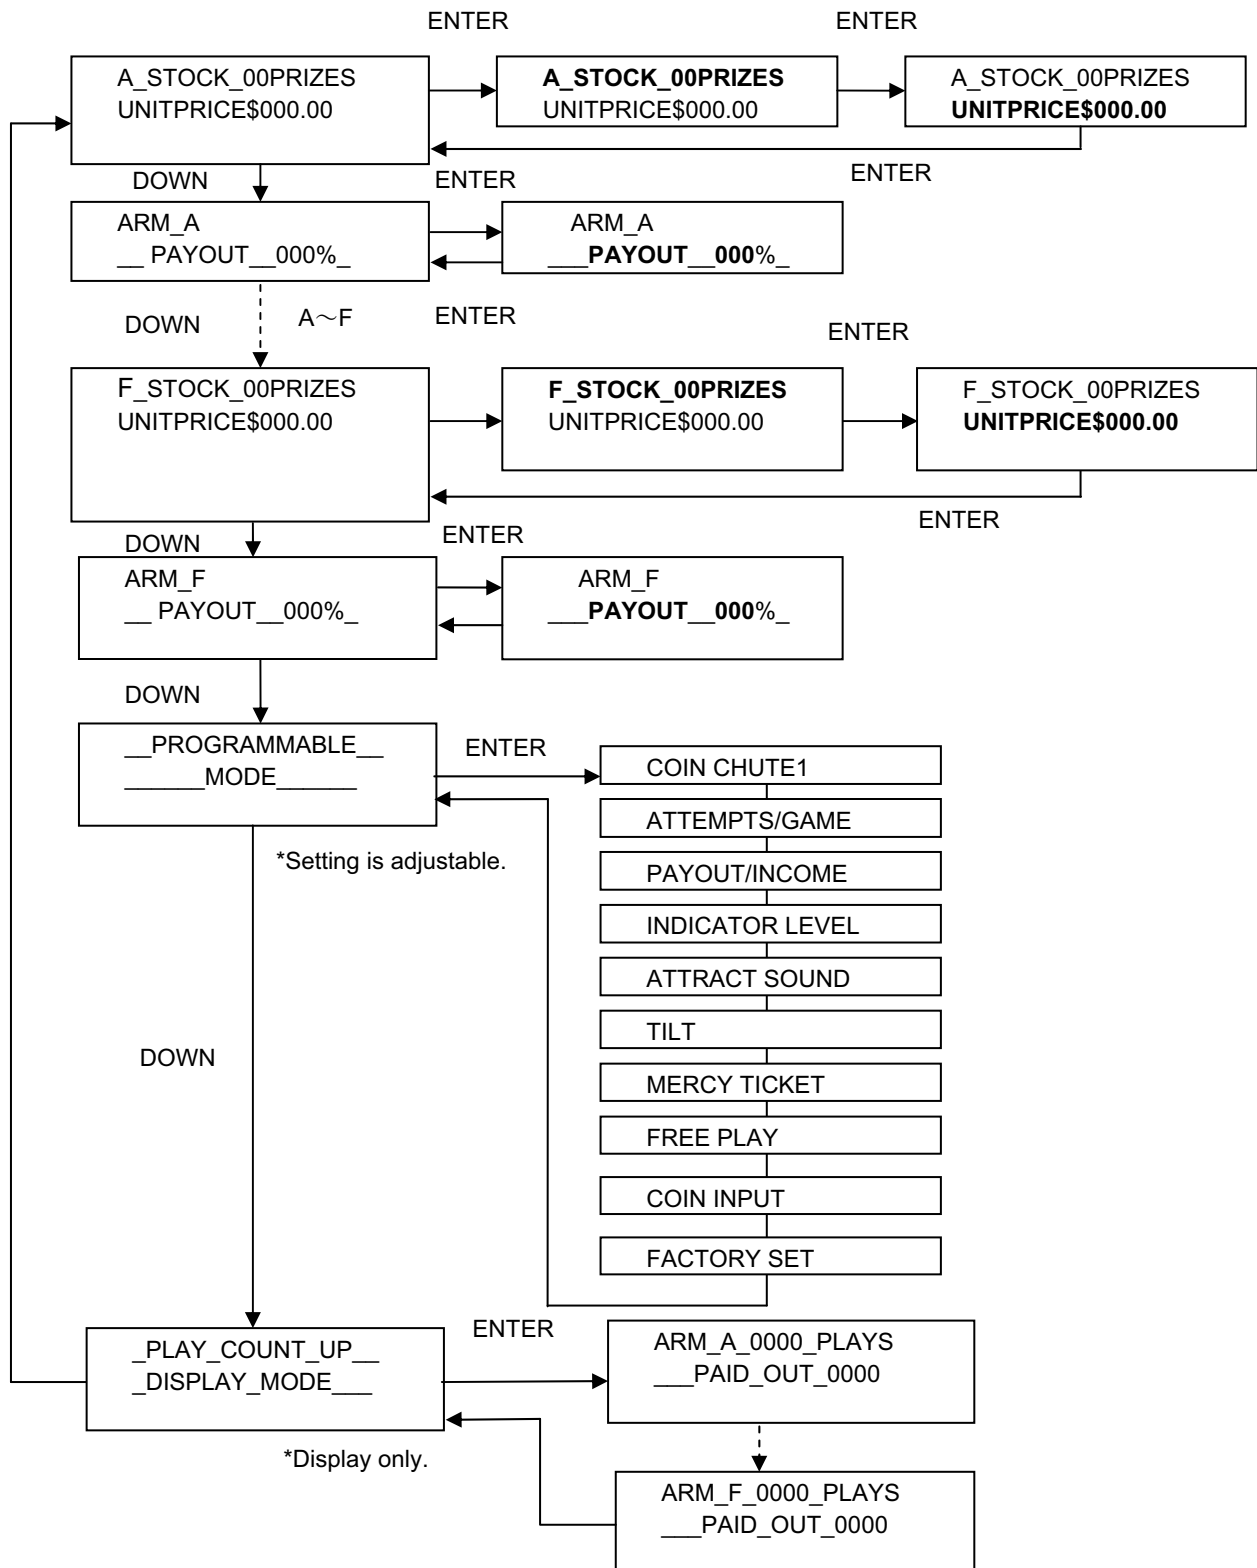 ENTER
ENTER
A_STOCK_00PRIZES
UNITPRICE$000.00
A_STOCK_00PRIZES
UNITPRICE$000.00
A_STOCK_00PRIZES
UNITPRICE$000.00
DOWN
ENTER
ENTER
ARM_A
__ PAYOUT__000%_
ARM_A
___PAYOUT__000%_
DOWN
A～F
ENTER
ENTER
F_STOCK_00PRIZES
UNITPRICE$000.00
F_STOCK_00PRIZES
UNITPRICE$000.00
F_STOCK_00PRIZES
UNITPRICE$000.00
DOWN
ENTER
ENTER
ARM_F
__ PAYOUT__000%_
ARM_F
___PAYOUT__000%_
DOWN
__PROGRAMMABLE__
______MODE______
ENTER
*Setting is adjustable.
COIN CHUTE1
ATTEMPTS/GAME
PAYOUT/INCOME
INDICATOR LEVEL
ATTRACT SOUND
TILT
MERCY TICKET
FREE PLAY
COIN INPUT
FACTORY SET
DOWN
_PLAY_COUNT_UP__
_DISPLAY_MODE___
ENTER
*Display only.
ARM_A_0000_PLAYS
___PAID_OUT_0000
ARM_F_0000_PLAYS
___PAID_OUT_0000